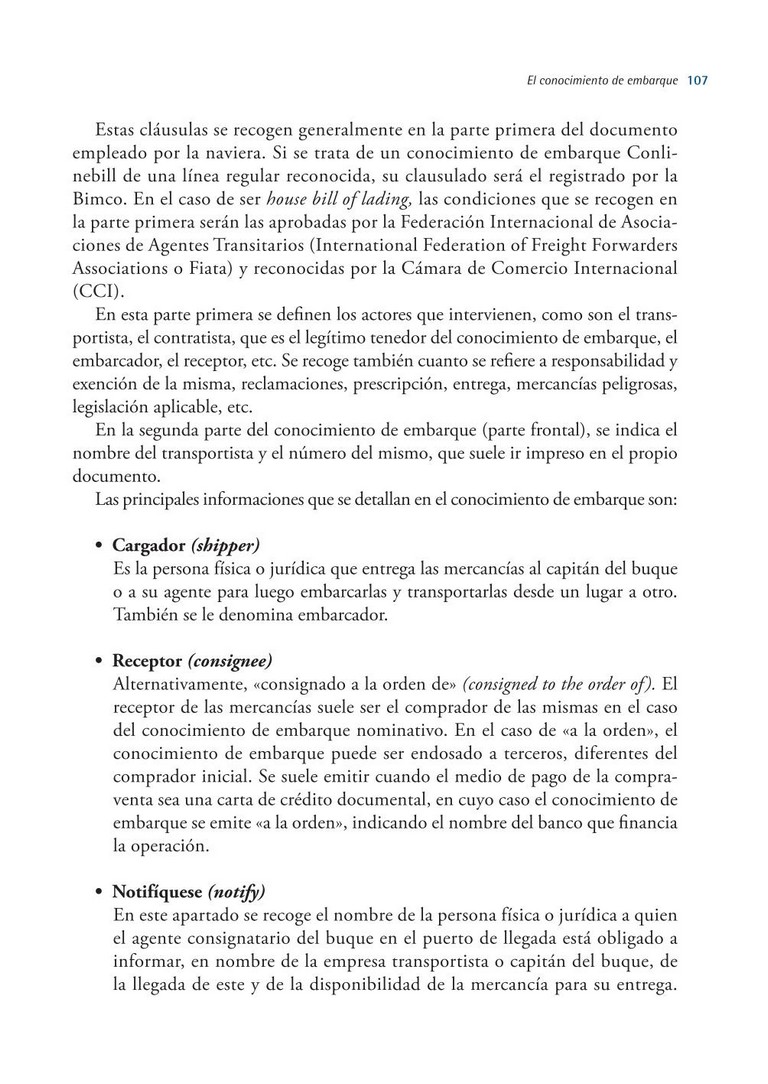 El conocimiento de embarque 107
Estas cláusulas se recogen generalmente en la parte primera del documento
empleado por la naviera. Si se trata de un conocimiento de embarque Conli-
nebill de una línea regular reconocida, su clausulado será el registrado por la
Bimco. En el caso de ser house bill of lading, las condiciones que se recogen en
la parte primera serán las aprobadas por la Federación Internacional de Asocia-
ciones de Agentes Transitarios (International Federation of Freight Forwarders
Associations o Fiata) y reconocidas por la Cámara de Comercio Internacional
(CCI).
En esta parte primera se definen los actores que intervienen, como son el trans-
portista, el contratista, que es el legítimo tenedor del conocimiento de embarque, el
embarcador, el receptor, etc. Se recoge también cuanto se refiere a responsabilidad y
exención de la misma, reclamaciones, prescripción, entrega, mercancías peligrosas,
legislación aplicable, etc.
En la segunda parte del conocimiento de embarque (parte frontal), se indica el
nombre del transportista y el número del mismo, que suele ir impreso en el propio
documento.
Las principales informaciones que se detallan en el conocimiento de embarque son:
• Cargador (shipper)
Es la persona física o jurídica que entrega las mercancías al capitán del buque
o a su agente para luego embarcarlas y transportarlas desde un lugar a otro.
También se le denomina embarcador.
• Receptor (consignee)
Alternativamente, «consignado a la orden de» (consigned to the order of). El
receptor de las mercancías suele ser el comprador de las mismas en el caso
del conocimiento de embarque nominativo. En el caso de «a la orden», el
conocimiento de embarque puede ser endosado a terceros, diferentes del
comprador inicial. Se suele emitir cuando el medio de pago de la compra-
venta sea una carta de crédito documental, en cuyo caso el conocimiento de
embarque se emite «a la orden», indicando el nombre del banco que financia
la operación.
• Notifíquese (notify)
En este apartado se recoge el nombre de la persona física o jurídica a quien
el agente consignatario del buque en el puerto de llegada está obligado a
informar, en nombre de la empresa transportista o capitán del buque, de
la llegada de este y de la disponibilidad de la mercancía para su entrega.